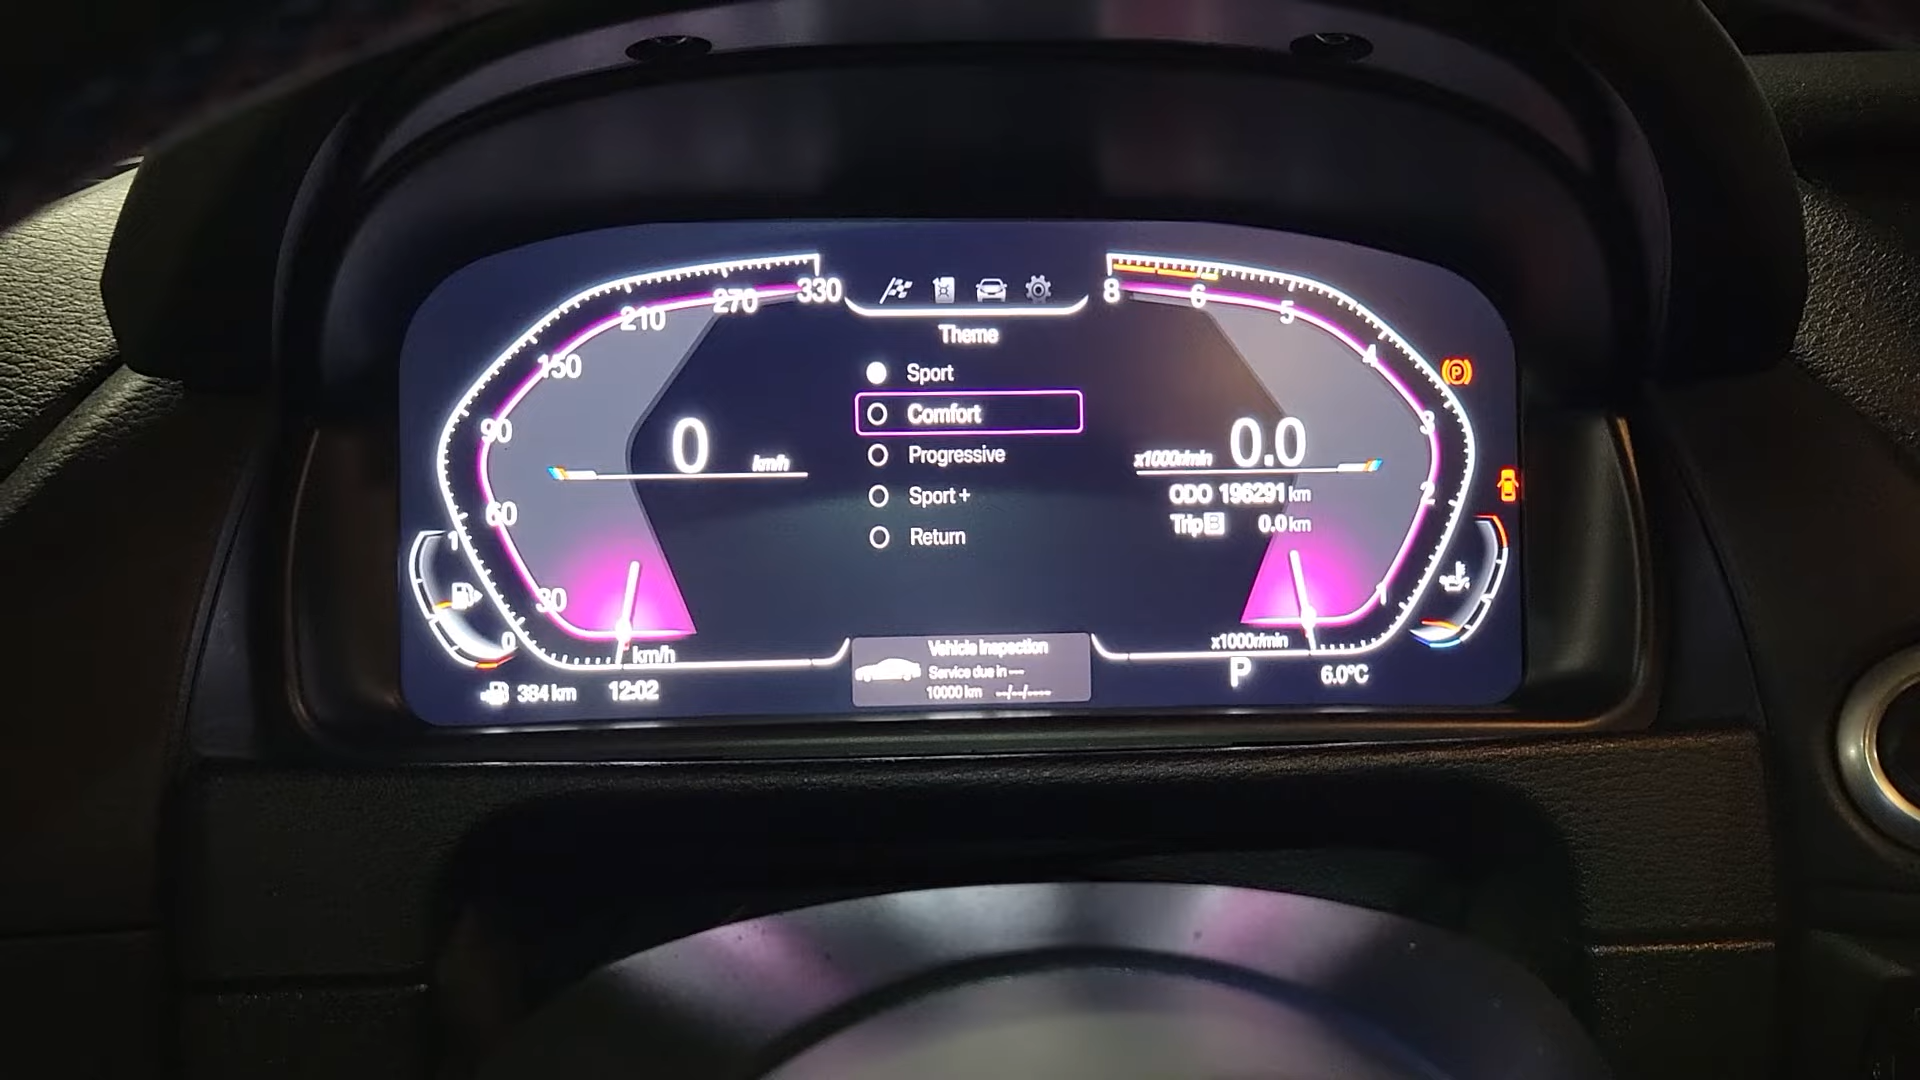 330
270
210
150
90
60
30
km/h
0 km/h
1
0
384 km
12:02
Theme
Sport
Comfort
Progressive
Sport+
Return
Vehicle Inspection
Service due in ---
10000 km --/--/----
8
6
5
4
3
2
1
x1000r/min 0.0
ODO 196291 km
Trip B 0.0 km
x1000r/min
P
6.0°C
(P)